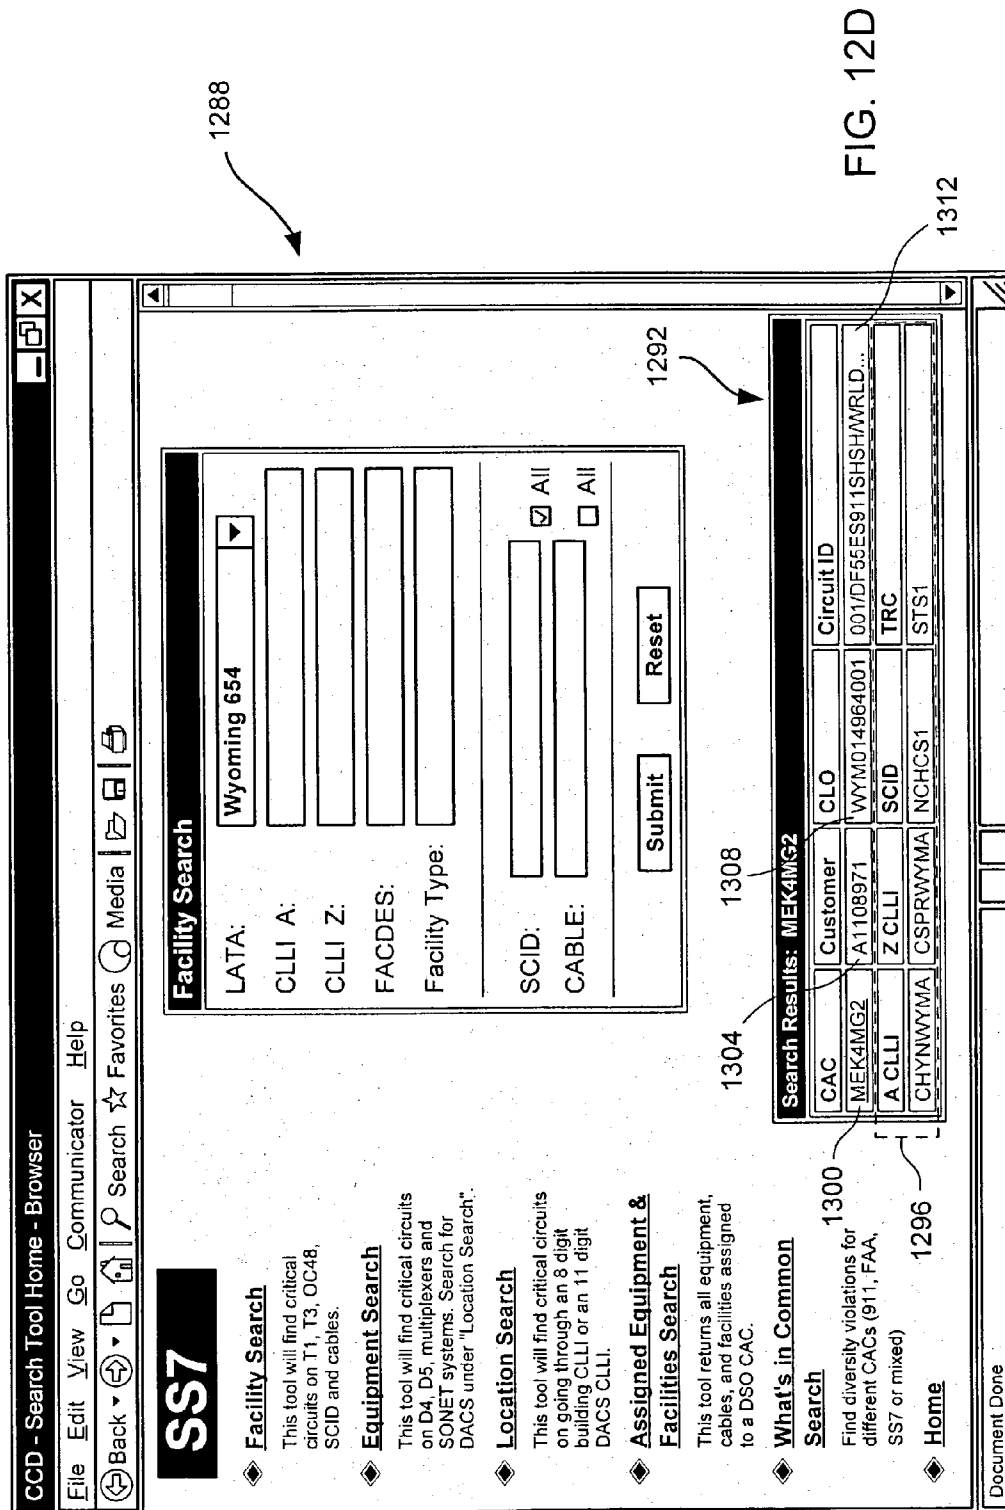 CCD - Search Tool Home - Browser
File Edit View Go Communicator Help
Back Search Favorites Media
SS7
Facility Search
This tool will find critical
circuits on T1, T3, OC48,
SCID and cables.
Equipment Search
This tool will find critical circuits
on D4, D5, multiplexers and
SONET systems. Search for
DACS under "Location Search".
Location Search
This tool will find critical circuits
on going through an 8 digit
building CLLI or an 11 digit
DACS CLLI.
Assigned Equipment &
Facilities Search
This tool returns all equipment,
cables, and facilities assigned
to a DSO CAC.
What's in Common
Search
Find diversity violations for
different CACs (911, FAA,
SS7 or mixed)
Home
Facility Search
LATA: Wyoming 654
CLLI A:
CLLI Z:
FACDES:
Facility Type:
SCID: All
CABLE: All
Submit Reset
Search Results: MEK4MG2
CAC Customer CLO Circuit ID
MEK4MG2 A1108971 WYM014964001 001/DF55ES911SHSH/WRLD...
A CLLI Z CLLI SCID TRC
CHYNWYMA CSPRWYMA NCHCS1 STS1
Document Done
1288
1292
1296
1300
1304
1308
1312
FIG. 12D